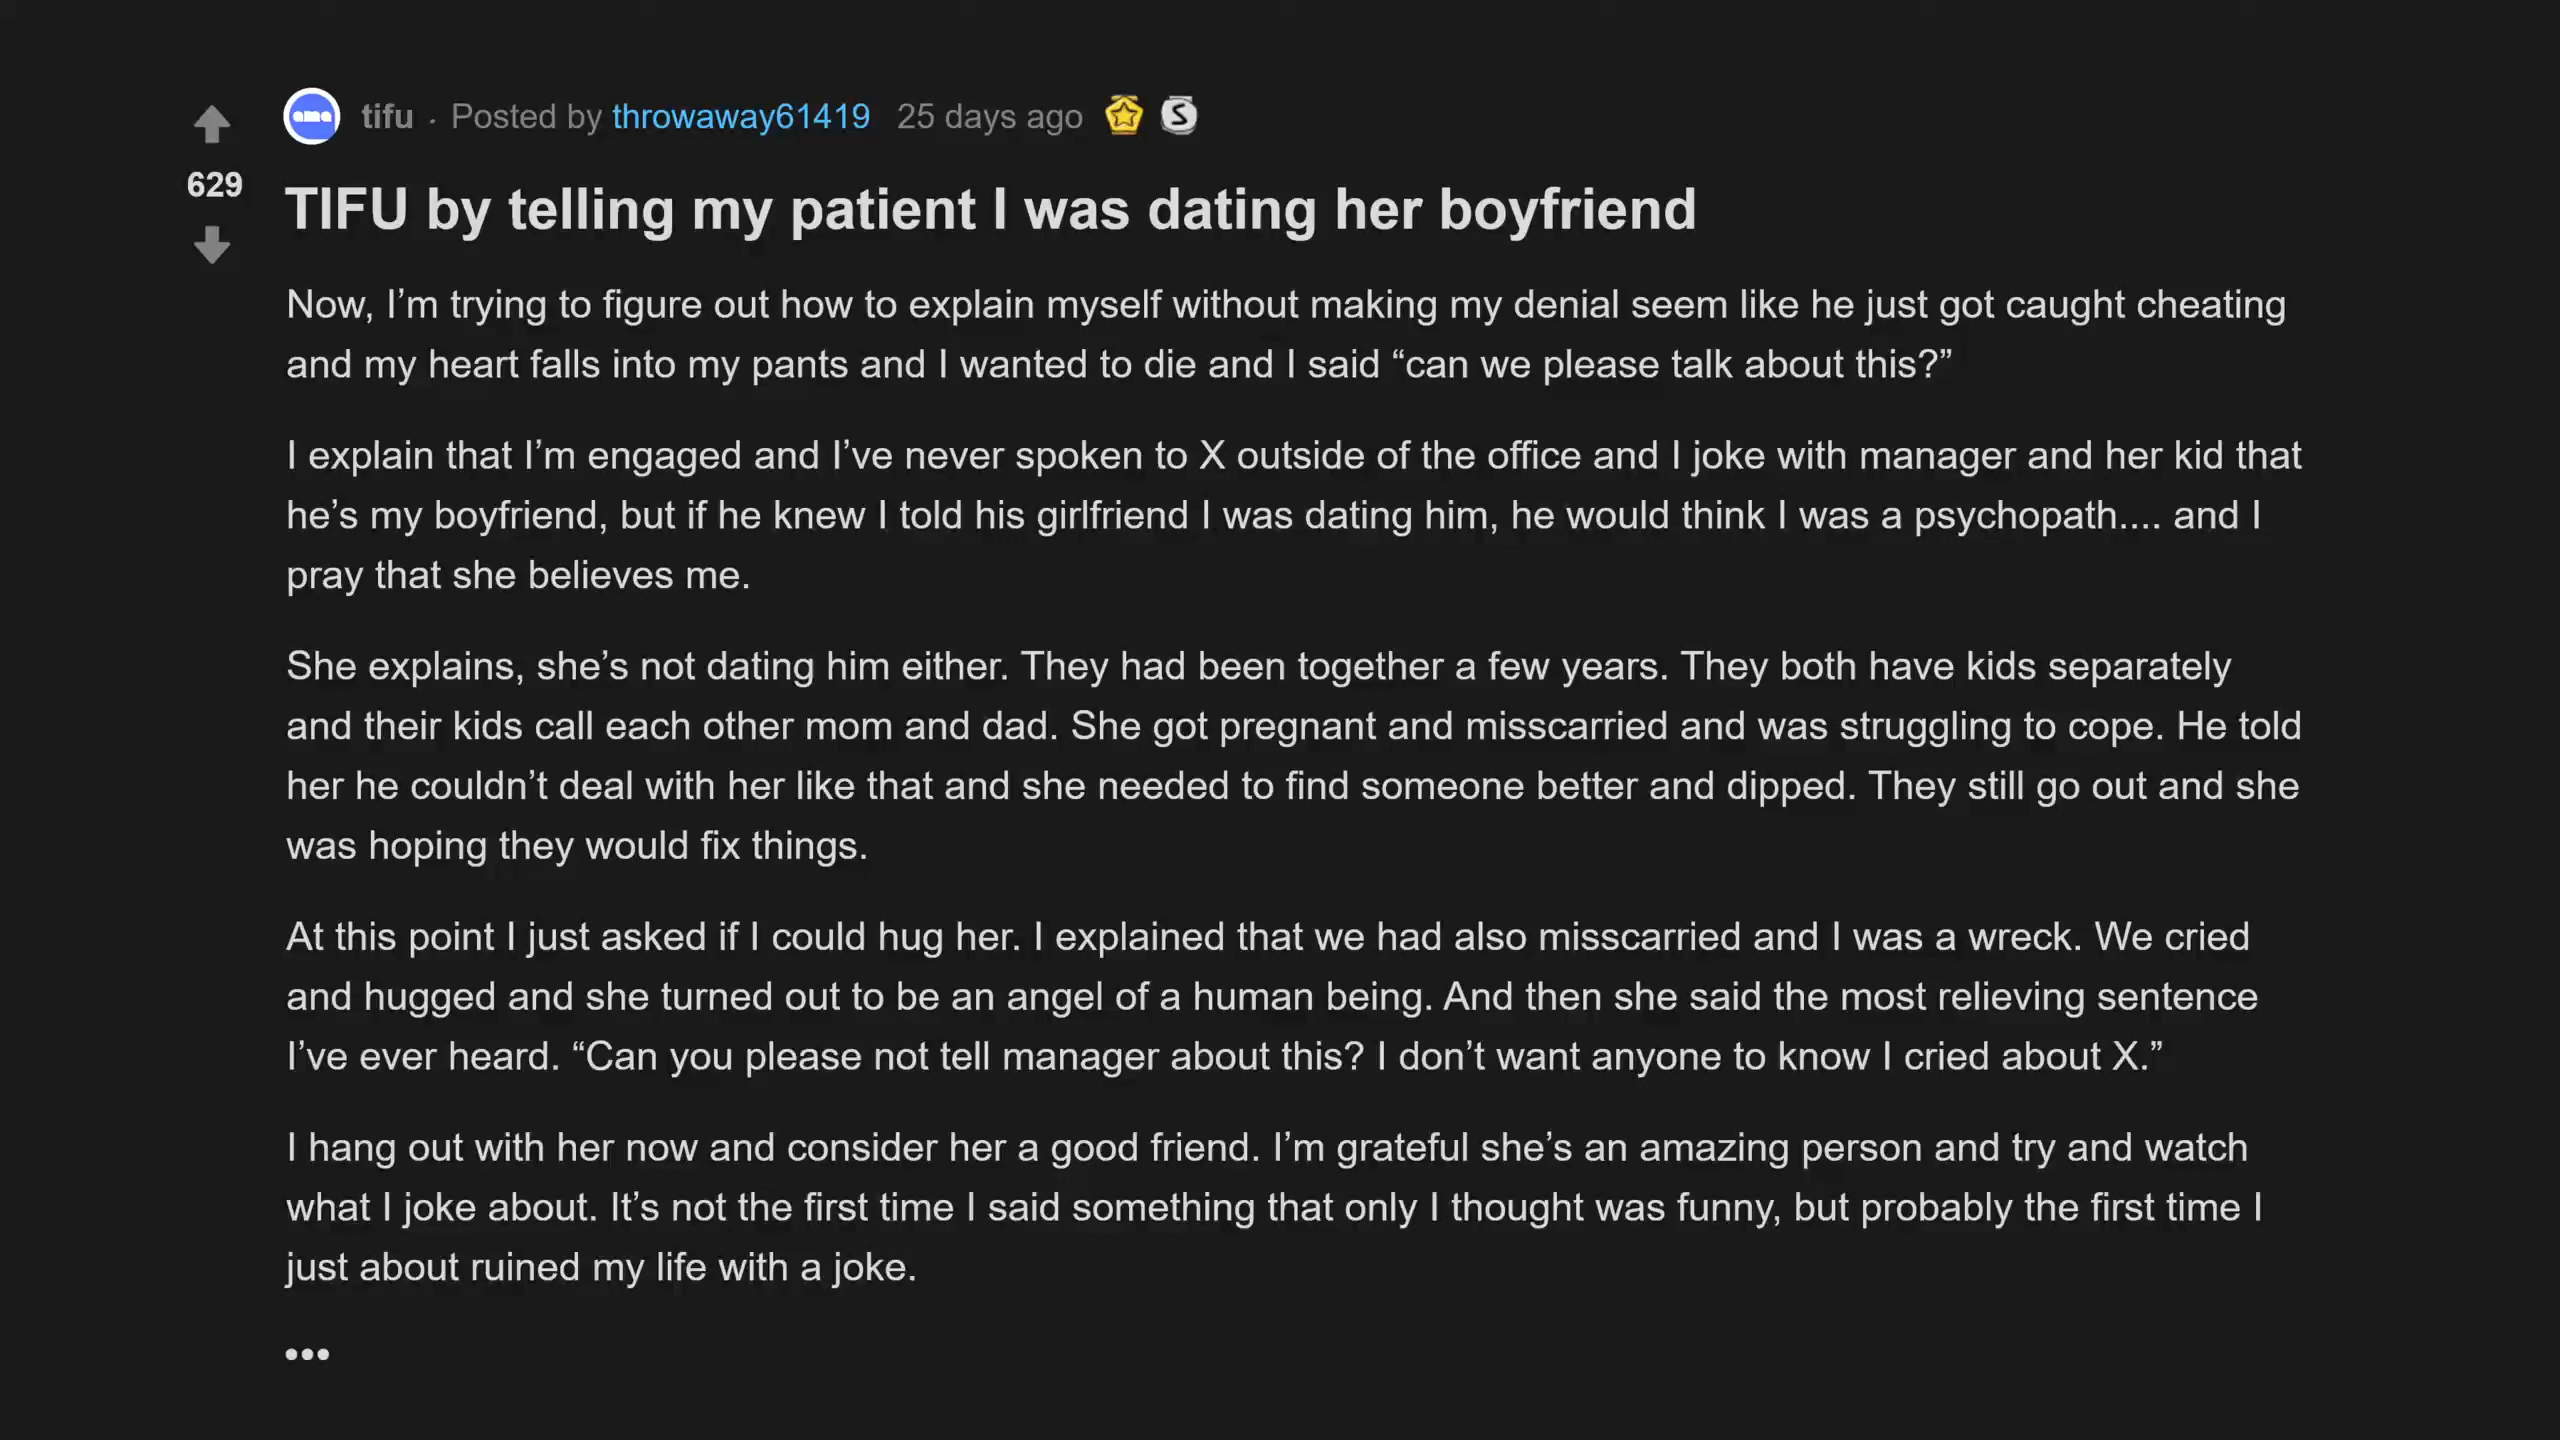 ama tifu · Posted by throwaway61419 25 days ago S
629
TIFU by telling my patient I was dating her boyfriend
Now, I’m trying to figure out how to explain myself without making my denial seem like he just got caught cheating
and my heart falls into my pants and I wanted to die and I said “can we please talk about this?”
I explain that I’m engaged and I’ve never spoken to X outside of the office and I joke with manager and her kid that
he’s my boyfriend, but if he knew I told his girlfriend I was dating him, he would think I was a psychopath.... and I
pray that she believes me.
She explains, she’s not dating him either. They had been together a few years. They both have kids separately
and their kids call each other mom and dad. She got pregnant and misscarried and was struggling to cope. He told
her he couldn’t deal with her like that and she needed to find someone better and dipped. They still go out and she
was hoping they would fix things.
At this point I just asked if I could hug her. I explained that we had also misscarried and I was a wreck. We cried
and hugged and she turned out to be an angel of a human being. And then she said the most relieving sentence
I’ve ever heard. “Can you please not tell manager about this? I don’t want anyone to know I cried about X.”
I hang out with her now and consider her a good friend. I’m grateful she’s an amazing person and try and watch
what I joke about. It’s not the first time I said something that only I thought was funny, but probably the first time I
just about ruined my life with a joke.
•••